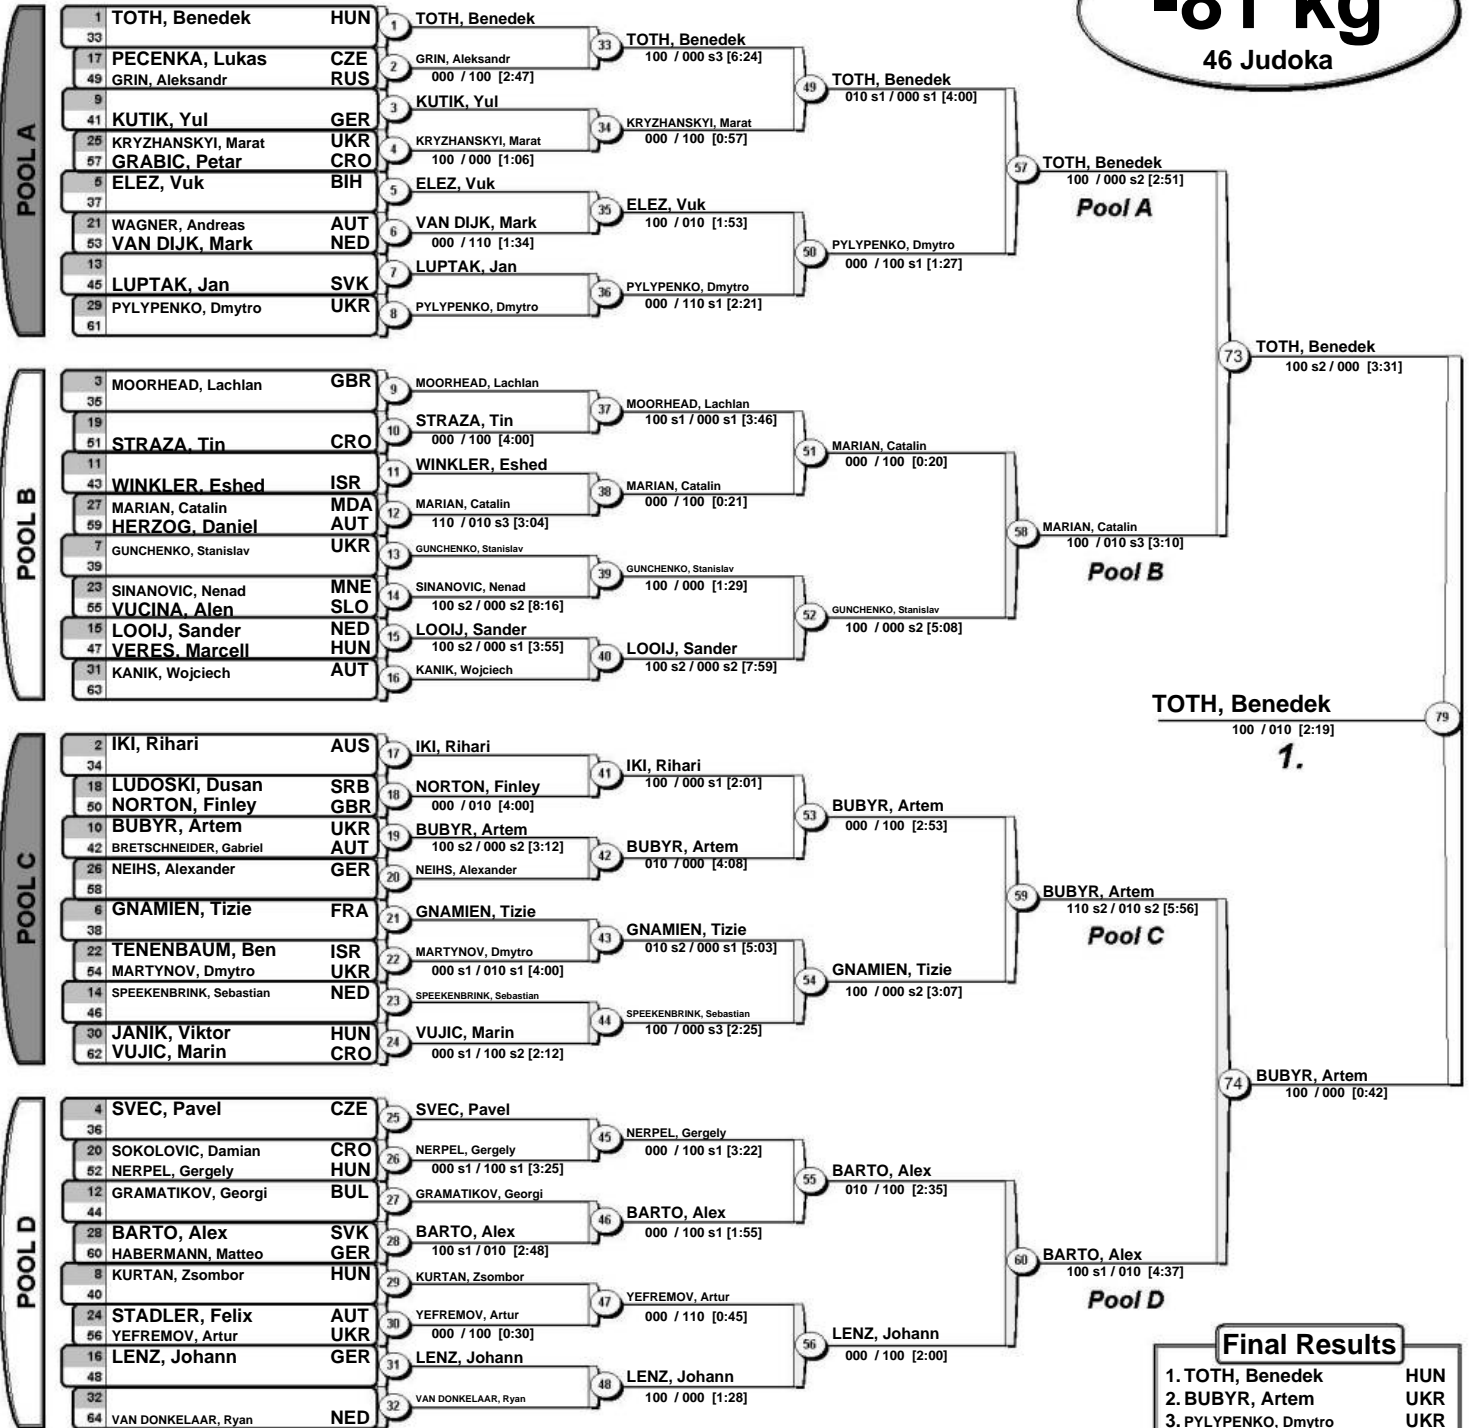 -81 kg
46 Judoka
POOL A
1 TOTH, Benedek HUN
33
17 PECENKA, Lukas CZE
49 GRIN, Aleksandr RUS
9
41 KUTIK, Yul GER
25 KRYZHANSKYI, Marat UKR
57 GRABIC, Petar CRO
5 ELEZ, Vuk BIH
37
21 WAGNER, Andreas AUT
53 VAN DIJK, Mark NED
13
45 LUPTAK, Jan SVK
29 PYLYPENKO, Dmytro UKR
61
1 TOTH, Benedek
2 GRIN, Aleksandr
000 / 100 [2:47]
3 KUTIK, Yul
4 KRYZHANSKYI, Marat
100 / 000 [1:06]
5 ELEZ, Vuk
6 VAN DIJK, Mark
000 / 110 [1:34]
7 LUPTAK, Jan
8 PYLYPENKO, Dmytro
33 TOTH, Benedek
100 / 000 s3 [6:24]
34 KRYZHANSKYI, Marat
000 / 100 [0:57]
35 ELEZ, Vuk
100 / 010 [1:53]
36 PYLYPENKO, Dmytro
000 / 110 s1 [2:21]
49 TOTH, Benedek
010 s1 / 000 s1 [4:00]
50 PYLYPENKO, Dmytro
000 / 100 s1 [1:27]
57 TOTH, Benedek
100 / 000 s2 [2:51]
Pool A
POOL B
3 MOORHEAD, Lachlan GBR
35
19
51 STRAZA, Tin CRO
11
43 WINKLER, Eshed ISR
27 MARIAN, Catalin MDA
59 HERZOG, Daniel AUT
7 GUNCHENKO, Stanislav UKR
39
23 SINANOVIC, Nenad MNE
55 VUCINA, Alen SLO
15 LOOIJ, Sander NED
47 VERES, Marcell HUN
31 KANIK, Wojciech AUT
63
9 MOORHEAD, Lachlan
10 STRAZA, Tin
000 / 100 [4:00]
11 WINKLER, Eshed
12 MARIAN, Catalin
110 / 010 s3 [3:04]
13 GUNCHENKO, Stanislav
14 SINANOVIC, Nenad
100 s2 / 000 s2 [8:16]
15 LOOIJ, Sander
100 s2 / 000 s1 [3:55]
16 KANIK, Wojciech
37 MOORHEAD, Lachlan
100 s1 / 000 s1 [3:46]
38 MARIAN, Catalin
000 / 100 [0:21]
39 GUNCHENKO, Stanislav
100 / 000 [1:29]
40 LOOIJ, Sander
100 s2 / 000 s2 [7:59]
51 MARIAN, Catalin
000 / 100 [0:20]
52 GUNCHENKO, Stanislav
100 / 000 s2 [5:08]
58 MARIAN, Catalin
100 / 010 s3 [3:10]
Pool B
73 TOTH, Benedek
100 s2 / 000 [3:31]
TOTH, Benedek 79
100 / 010 [2:19]
1.
POOL C
2 IKI, Rihari AUS
34
18 LUDOSKI, Dusan SRB
50 NORTON, Finley GBR
10 BUBYR, Artem UKR
42 BRETSCHNEIDER, Gabriel AUT
26 NEIHS, Alexander GER
58
6 GNAMIEN, Tizie FRA
38
22 TENENBAUM, Ben ISR
54 MARTYNOV, Dmytro UKR
14 SPEEKENBRINK, Sebastian NED
46
30 JANIK, Viktor HUN
62 VUJIC, Marin CRO
17 IKI, Rihari
18 NORTON, Finley
000 / 010 [4:00]
19 BUBYR, Artem
100 s2 / 000 s2 [3:12]
20 NEIHS, Alexander
21 GNAMIEN, Tizie
22 MARTYNOV, Dmytro
000 s1 / 010 s1 [4:00]
23 SPEEKENBRINK, Sebastian
24 VUJIC, Marin
000 s1 / 100 s2 [2:12]
41 IKI, Rihari
100 / 000 s1 [2:01]
42 BUBYR, Artem
010 / 000 [4:08]
43 GNAMIEN, Tizie
010 s2 / 000 s1 [5:03]
44 SPEEKENBRINK, Sebastian
100 / 000 s3 [2:25]
53 BUBYR, Artem
000 / 100 [2:53]
54 GNAMIEN, Tizie
100 / 000 s2 [3:07]
59 BUBYR, Artem
110 s2 / 010 s2 [5:56]
Pool C
74 BUBYR, Artem
100 / 000 [0:42]
POOL D
4 SVEC, Pavel CZE
36
20 SOKOLOVIC, Damian CRO
52 NERPEL, Gergely HUN
12 GRAMATIKOV, Georgi BUL
44
28 BARTO, Alex SVK
60 HABERMANN, Matteo GER
8 KURTAN, Zsombor HUN
40
24 STADLER, Felix AUT
56 YEFREMOV, Artur UKR
16 LENZ, Johann GER
48
32
64 VAN DONKELAAR, Ryan NED
25 SVEC, Pavel
26 NERPEL, Gergely
000 s1 / 100 s1 [3:25]
27 GRAMATIKOV, Georgi
28 BARTO, Alex
100 s1 / 010 [2:48]
29 KURTAN, Zsombor
30 YEFREMOV, Artur
000 / 100 [0:30]
31 LENZ, Johann
32 VAN DONKELAAR, Ryan
45 NERPEL, Gergely
000 / 100 s1 [3:22]
46 BARTO, Alex
000 / 100 s1 [1:55]
47 YEFREMOV, Artur
000 / 110 [0:45]
48 LENZ, Johann
100 / 000 [1:28]
55 BARTO, Alex
010 / 100 [2:35]
56 LENZ, Johann
000 / 100 [2:00]
60 BARTO, Alex
100 s1 / 010 [4:37]
Pool D
Final Results
1. TOTH, Benedek HUN
2. BUBYR, Artem UKR
3. PYLYPENKO, Dmytro UKR